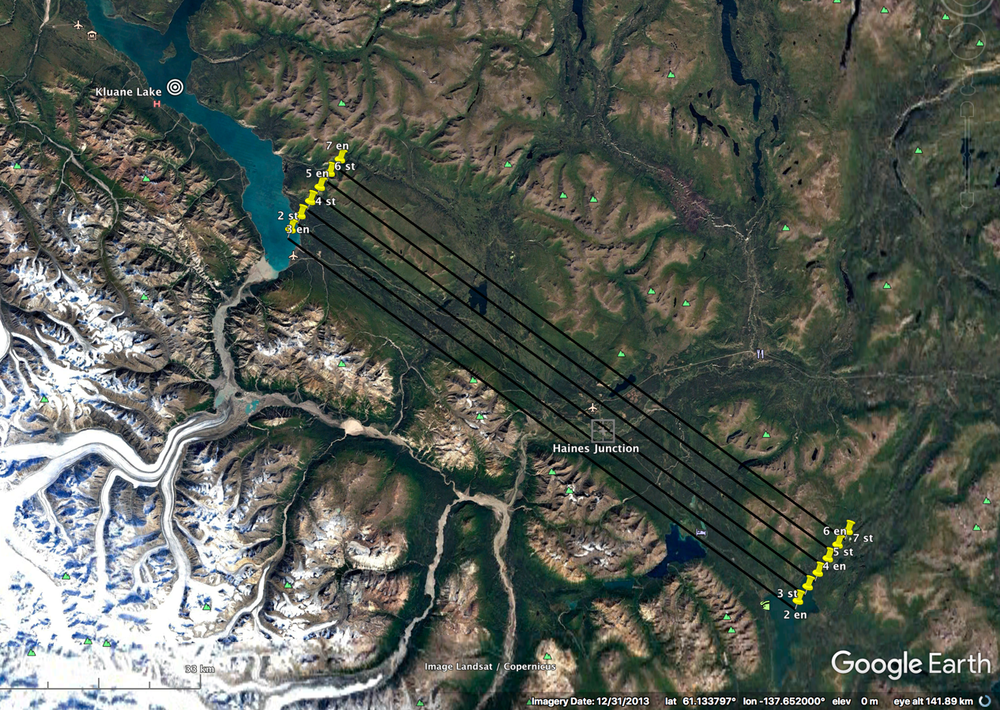 Kluane Lake
H
7 en
6 st
5 en
4 st
2 st
3 en
Haines Junction
6 en
7 st
5 st
4 en
3 st
2 en
33 km
Image Landsat / Copernicus
Google Earth
Imagery Date: 12/31/2013 lat 61.133797° lon -137.652000° elev 0 m eye alt 141.89 km